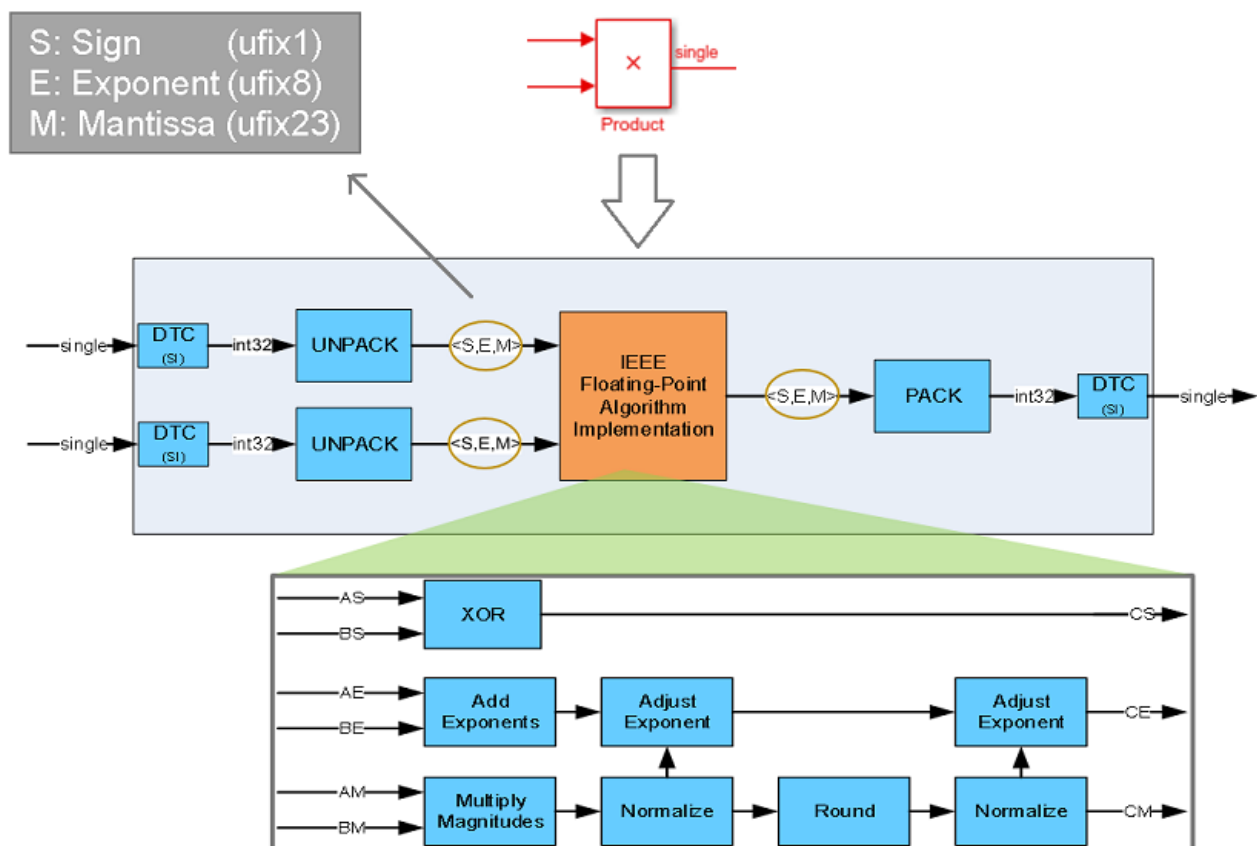 S: Sign (ufix1)
E: Exponent (ufix8)
M: Mantissa (ufix23)
×
single
Product
single
DTC
(SI)
int32
UNPACK
<S,E,M>
IEEE
Floating-Point
Algorithm
Implementation
<S,E,M>
PACK
int32
DTC
(SI)
single
single
DTC
(SI)
int32
UNPACK
<S,E,M>
AS
BS
XOR
CS
AE
BE
Add
Exponents
Adjust
Exponent
Adjust
Exponent
CE
AM
BM
Multiply
Magnitudes
Normalize
Round
Normalize
CM